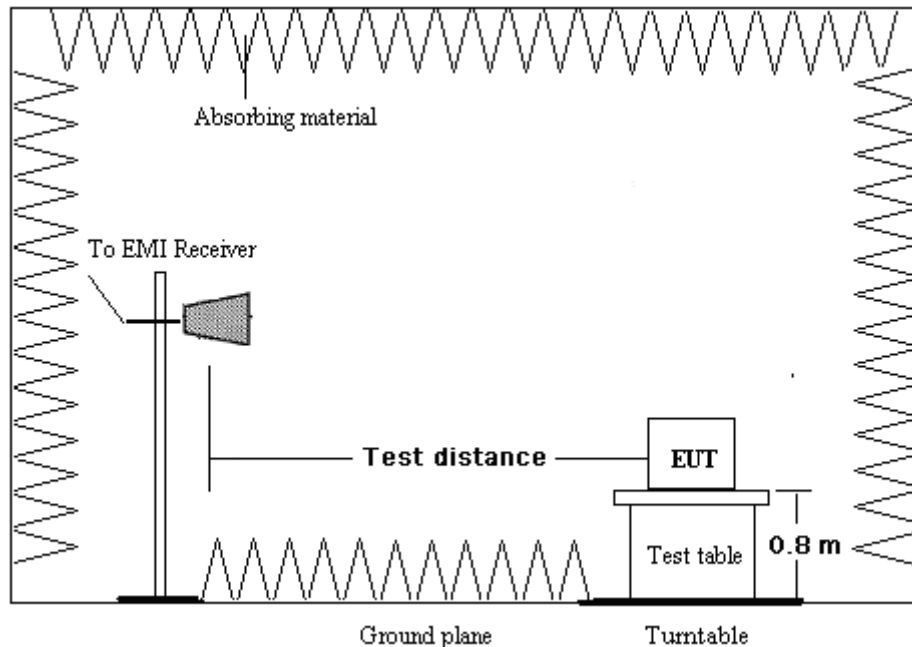 Absorbing material
To EMI Receiver
Test distance
EUT
Test table
0.8 m
Ground plane
Turntable